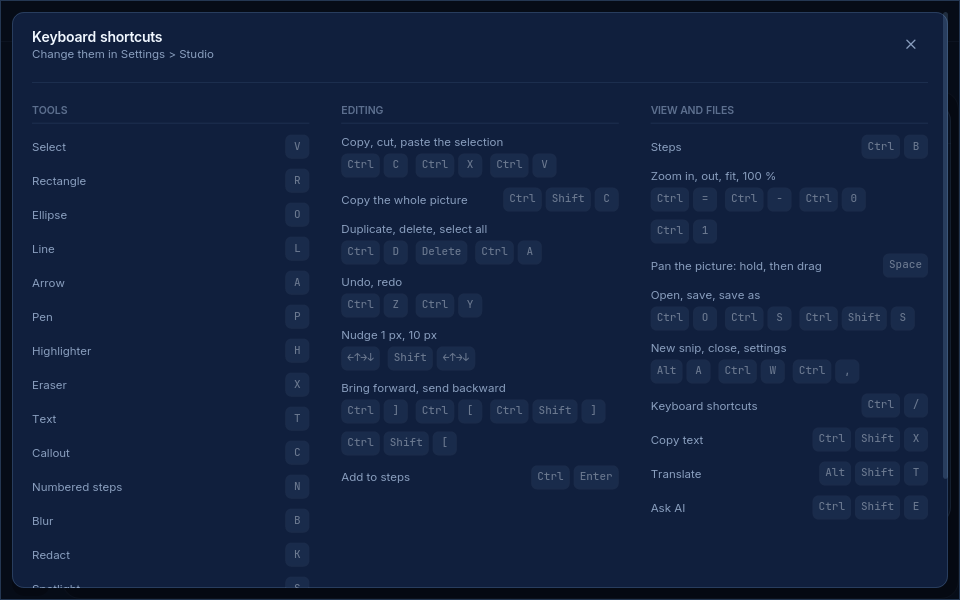 Keyboard shortcuts
Change them in Settings > Studio
TOOLS
Select V
Rectangle R
Ellipse O
Line L
Arrow A
Pen P
Highlighter H
Eraser X
Text T
Callout C
Numbered steps N
Blur B
Redact K
Spotlight S
EDITING
Copy, cut, paste the selection
Ctrl C Ctrl X Ctrl V
Copy the whole picture Ctrl Shift C
Duplicate, delete, select all
Ctrl D Delete Ctrl A
Undo, redo
Ctrl Z Ctrl Y
Nudge 1 px, 10 px
←↑→↓ Shift ←↑→↓
Bring forward, send backward
Ctrl ] Ctrl [ Ctrl Shift ]
Ctrl Shift [
Add to steps Ctrl Enter
VIEW AND FILES
Steps Ctrl B
Zoom in, out, fit, 100 %
Ctrl = Ctrl - Ctrl 0
Ctrl 1
Pan the picture: hold, then drag Space
Open, save, save as
Ctrl O Ctrl S Ctrl Shift S
New snip, close, settings
Alt A Ctrl W Ctrl ,
Keyboard shortcuts Ctrl /
Copy text Ctrl Shift X
Translate Alt Shift T
Ask AI Ctrl Shift E